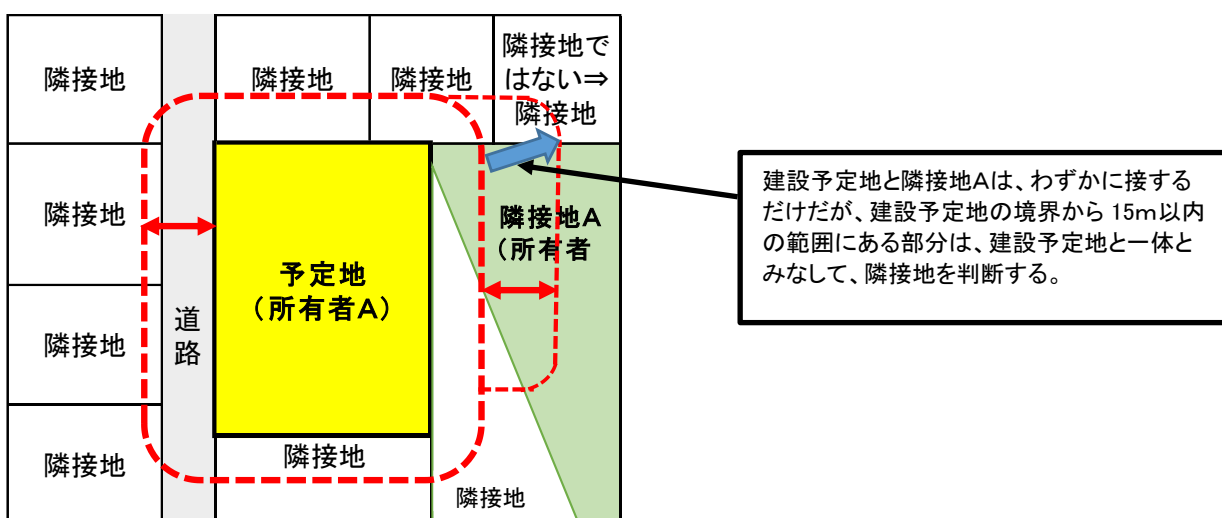 隣接地
隣接地
隣接地
隣接地で
はない⇒
隣接地
隣接地
隣接地A
（所有者
予定地
（所有者A）
道
路
隣接地
隣接地
隣接地
隣接地
建設予定地と隣接地Aは、わずかに接する
だけだが、建設予定地の境界から 15m以内
の範囲にある部分は、建設予定地と一体と
みなして、隣接地を判断する。